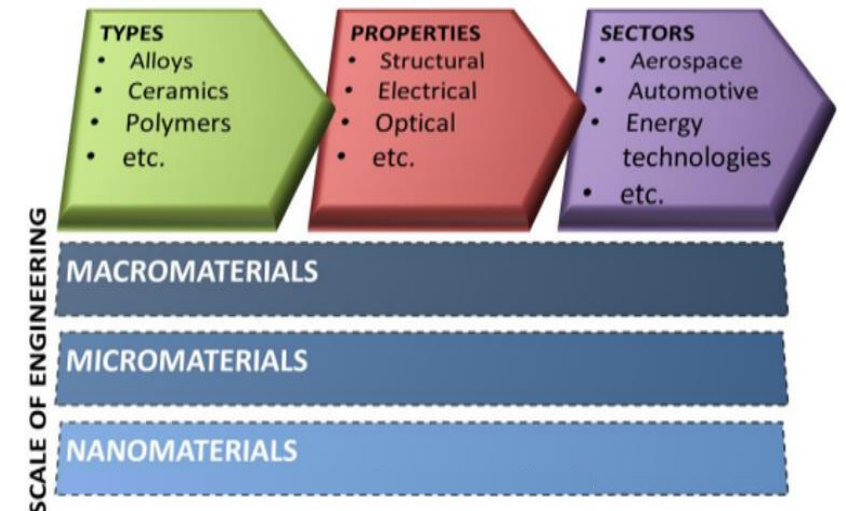 TYPES
• Alloys
• Ceramics
• Polymers
• etc.
PROPERTIES
• Structural
• Electrical
• Optical
• etc.
SECTORS
• Aerospace
• Automotive
• Energy
technologies
• etc.
SCALE OF ENGINEERING
MACROMATERIALS
MICROMATERIALS
NANOMATERIALS